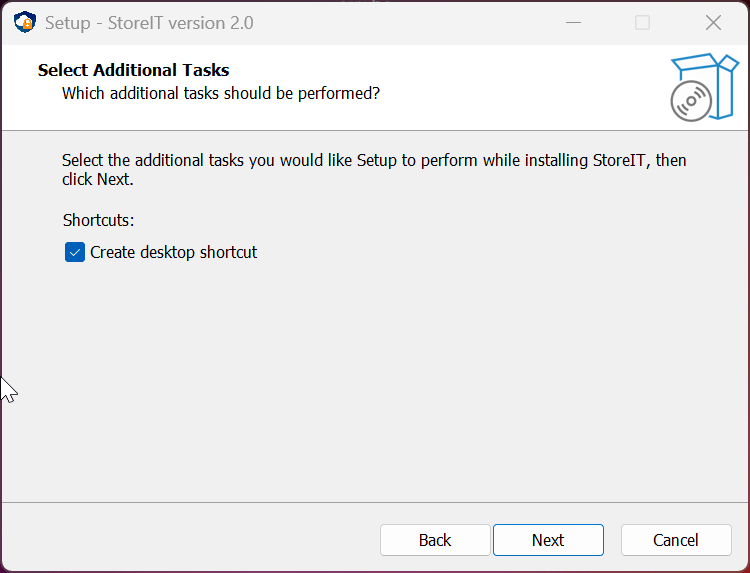 Setup - StoreIT version 2.0
Select Additional Tasks
Which additional tasks should be performed?
Select the additional tasks you would like Setup to perform while installing StoreIT, then
click Next.
Shortcuts:
Create desktop shortcut
Back
Next
Cancel